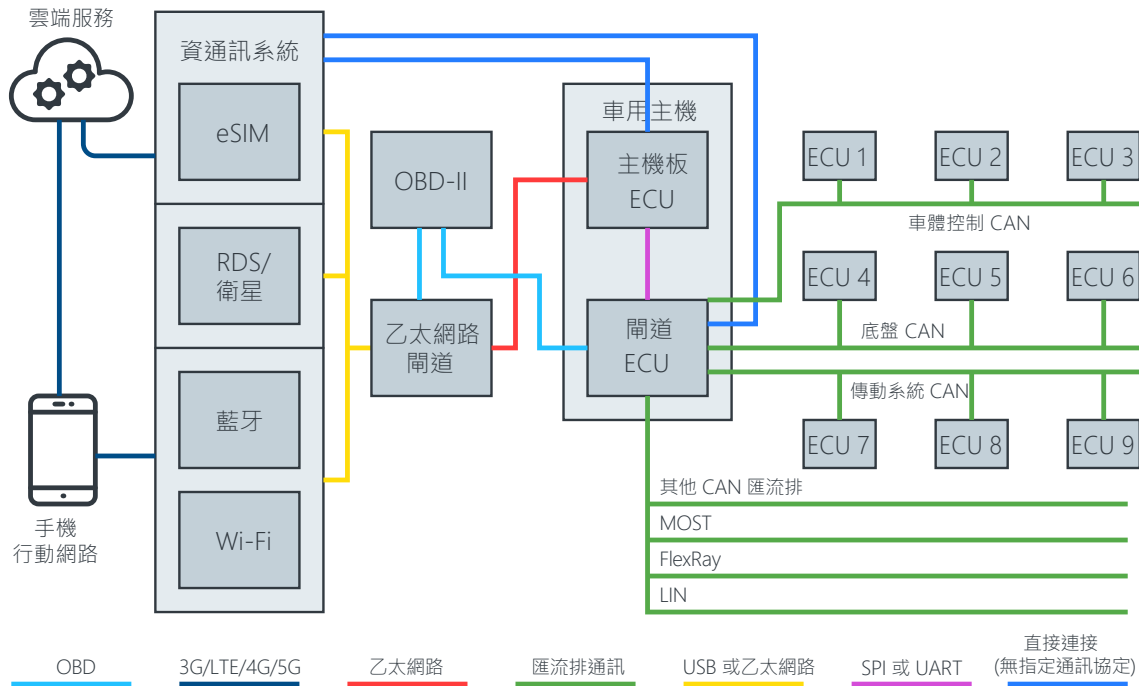 雲端服務
資通訊系統
eSIM
RDS/
衛星
藍牙
Wi-Fi
手機
行動網路
OBD-II
乙太網路
閘道
車用主機
主機板
ECU
閘道
ECU
ECU 1
ECU 2
ECU 3
車體控制 CAN
ECU 4
ECU 5
ECU 6
底盤 CAN
傳動系統 CAN
ECU 7
ECU 8
ECU 9
其他 CAN 匯流排
MOST
FlexRay
LIN
OBD
3G/LTE/4G/5G
乙太網路
匯流排通訊
USB 或乙太網路
SPI 或 UART
直接連接
(無指定通訊協定)